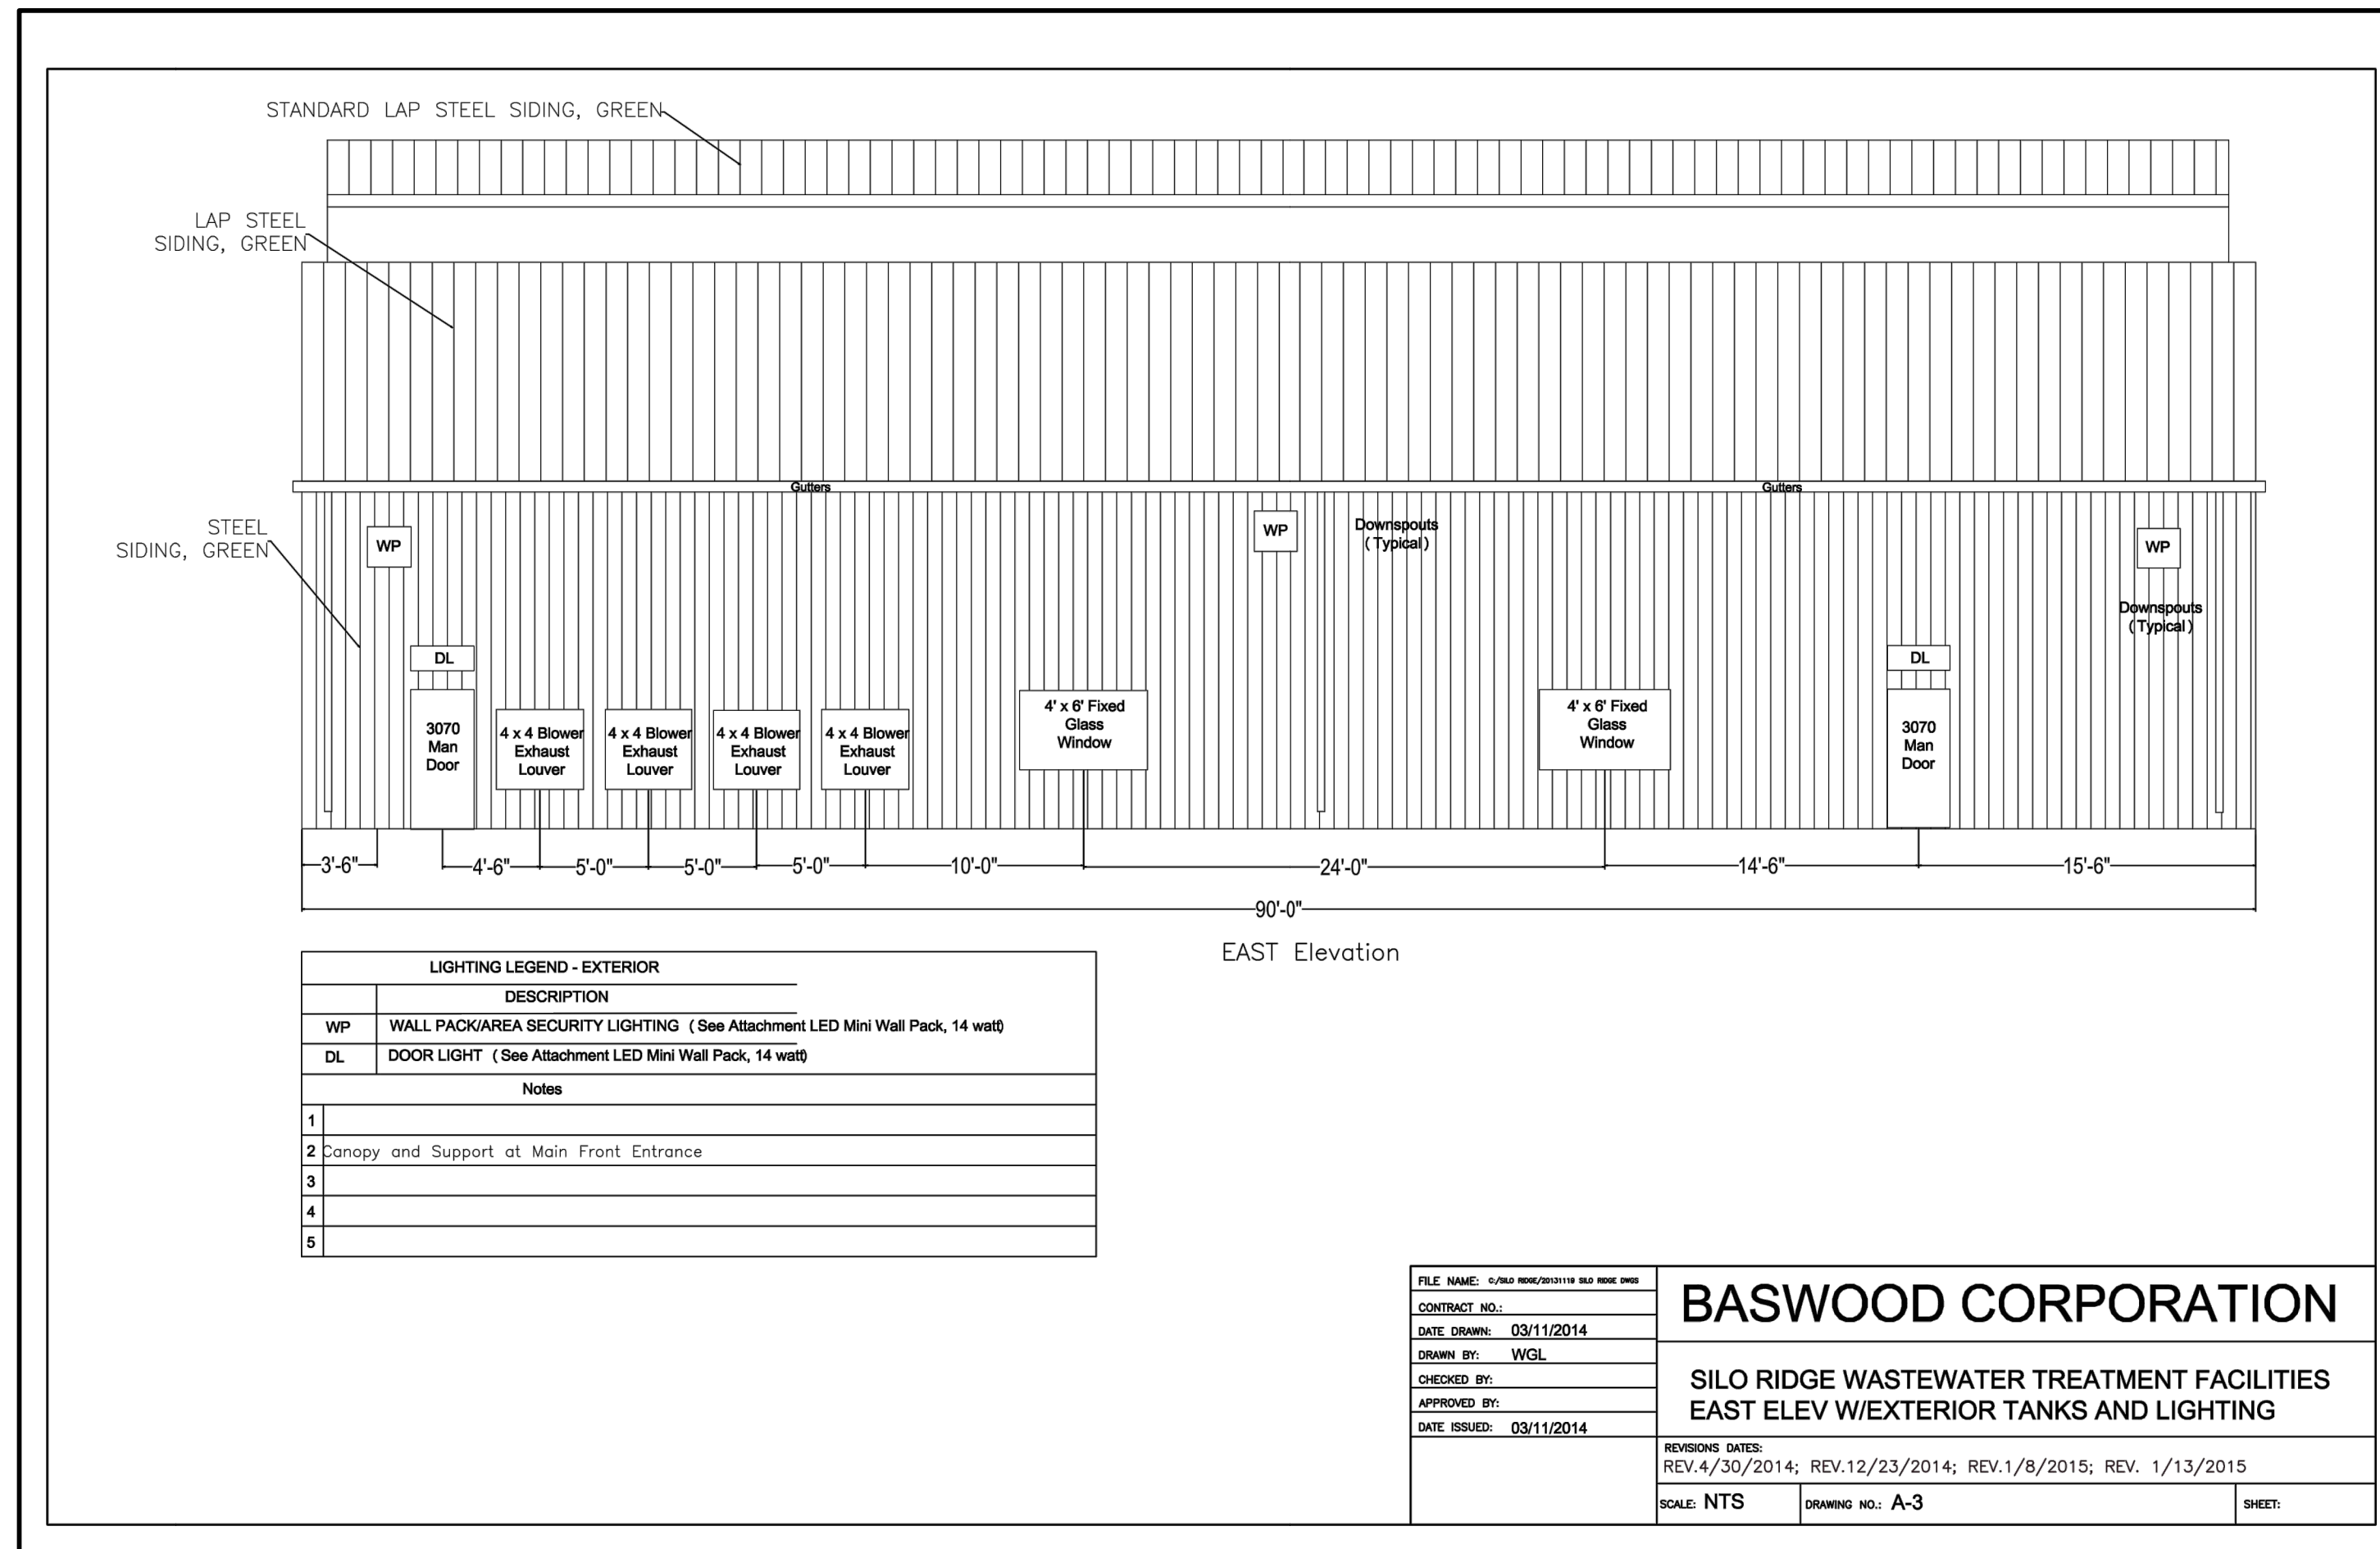 STANDARD LAP STEEL SIDING, GREEN
LAP STEEL
SIDING, GREEN
Gutters
Gutters
STEEL
SIDING, GREEN
WP
WP
Downspouts
(Typical)
WP
Downspouts
(Typical)
DL
DL
3070
Man
Door
4 x 4 Blower
Exhaust
Louver
4 x 4 Blower
Exhaust
Louver
4 x 4 Blower
Exhaust
Louver
4 x 4 Blower
Exhaust
Louver
4' x 6' Fixed
Glass
Window
4' x 6' Fixed
Glass
Window
3070
Man
Door
3'-6"
4'-6"
5'-0"
5'-0"
5'-0"
10'-0"
24'-0"
14'-6"
15'-6"
90'-0"
EAST Elevation
LIGHTING LEGEND - EXTERIOR
DESCRIPTION
WP WALL PACK/AREA SECURITY LIGHTING (See Attachment LED Mini Wall Pack, 14 watt)
DL DOOR LIGHT (See Attachment LED Mini Wall Pack, 14 watt)
Notes
1
2 Canopy and Support at Main Front Entrance
3
4
5
FILE NAME: C:/SILO RIDGE/20131119 SILO RIDGE DWGS
CONTRACT NO.:
DATE DRAWN: 03/11/2014
DRAWN BY: WGL
CHECKED BY:
APPROVED BY:
DATE ISSUED: 03/11/2014
BASWOOD CORPORATION
SILO RIDGE WASTEWATER TREATMENT FACILITIES
EAST ELEV W/EXTERIOR TANKS AND LIGHTING
REVISIONS DATES:
REV.4/30/2014; REV.12/23/2014; REV.1/8/2015; REV. 1/13/2015
SCALE: NTS
DRAWING NO.: A-3
SHEET: